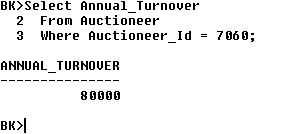 BK>Select Annual_Turnover
2 From Auctioneer
3 Where Auctioneer_Id = 7060;
ANNUAL_TURNOVER
---------------
80000
BK>